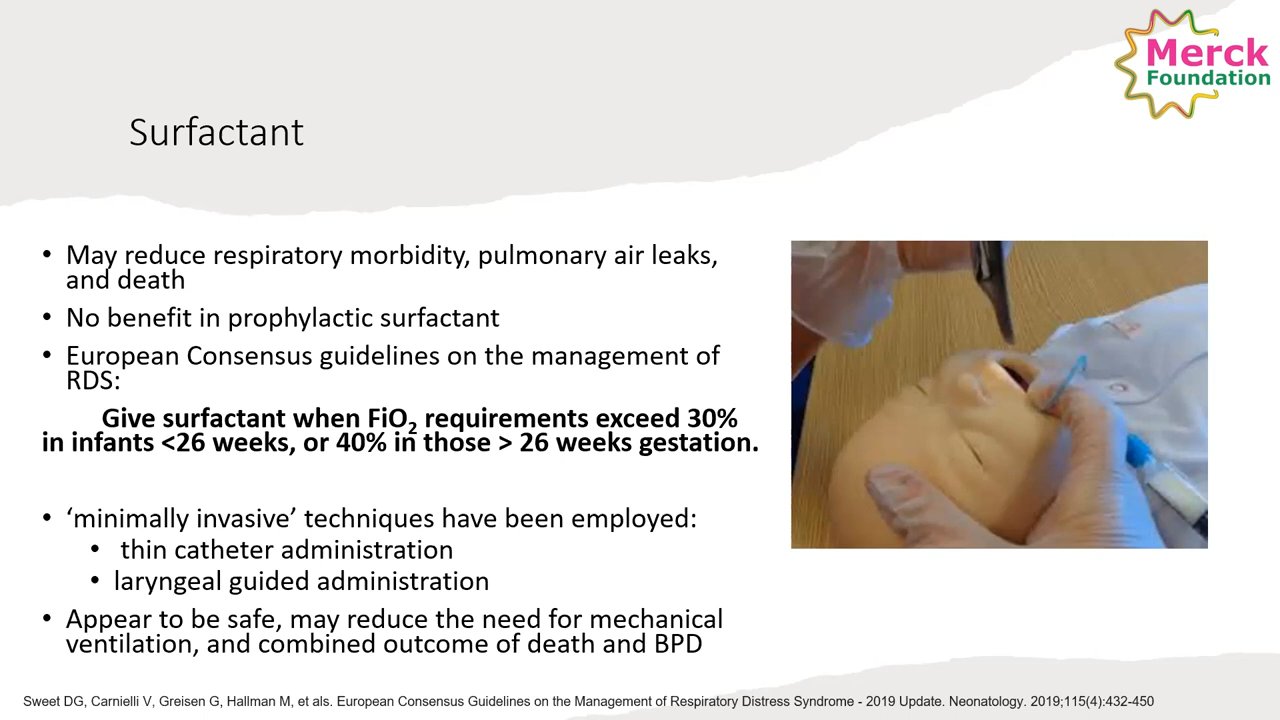 Merck
Foundation
Surfactant
• May reduce respiratory morbidity, pulmonary air leaks,
and death
• No benefit in prophylactic surfactant
• European Consensus guidelines on the management of
RDS:
Give surfactant when FiO₂ requirements exceed 30%
in infants <26 weeks, or 40% in those > 26 weeks gestation.
• ‘minimally invasive’ techniques have been employed:
• thin catheter administration
• laryngeal guided administration
• Appear to be safe, may reduce the need for mechanical
ventilation, and combined outcome of death and BPD
Sweet DG, Carnielli V, Greisen G, Hallman M, et als. European Consensus Guidelines on the Management of Respiratory Distress Syndrome - 2019 Update. Neonatology. 2019;115(4):432-450